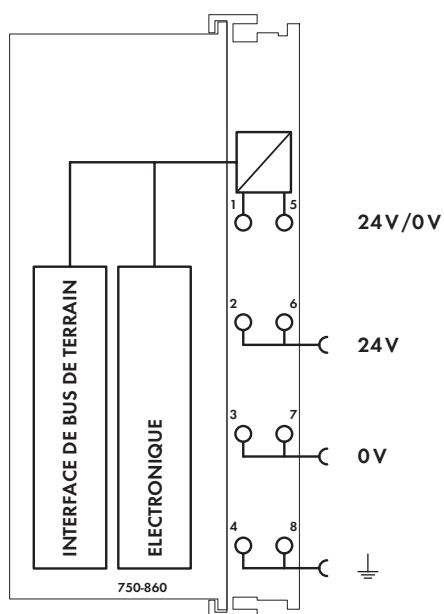 1 5
24V/0V
2 6
24V
3 7
0V
4 8
INTERFACE DE BUS DE TERRAIN
ELECTRONIQUE
750-860